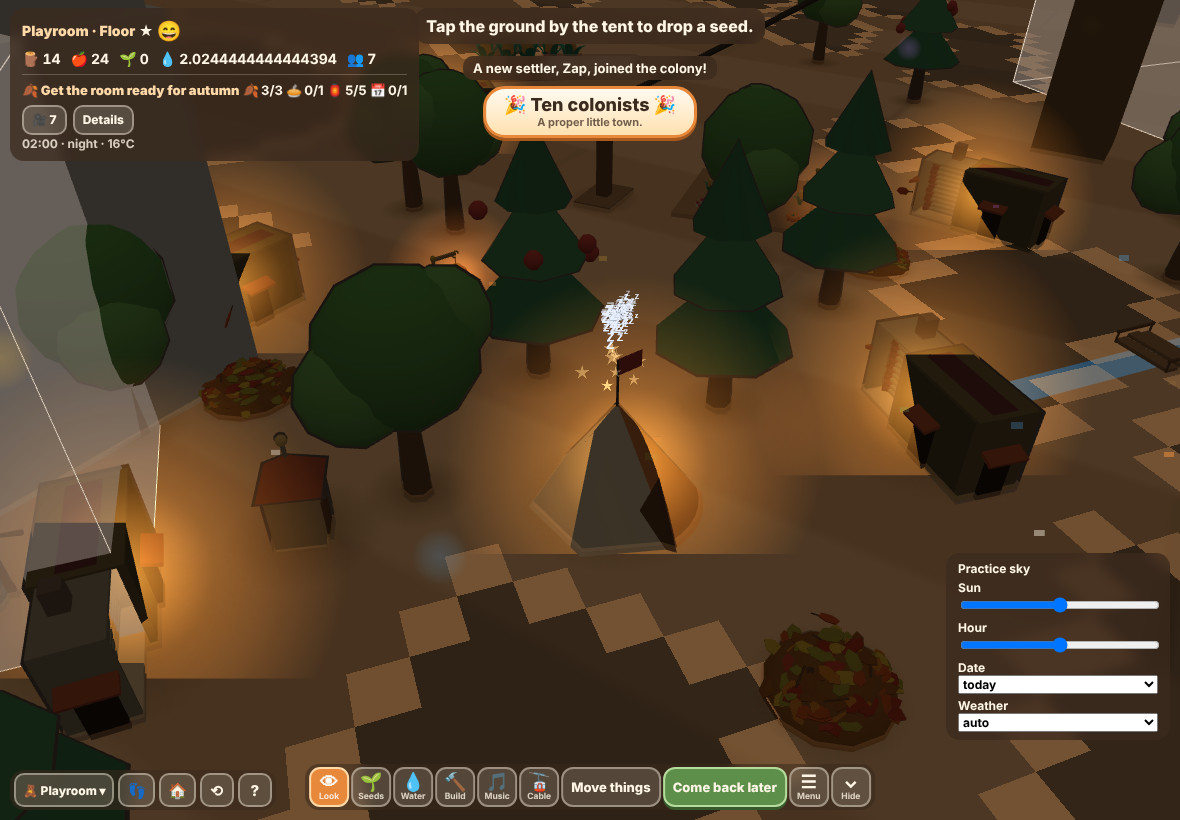 Playroom · Floor ★
14 24 0 2.0244444444444394 7
Get the room ready for autumn 3/3 0/1 5/5 0/1
7 Details
02:00 · night · 16°C
Tap the ground by the tent to drop a seed.
A new settler, Zap, joined the colony!
🎉 Ten colonists 🎉
A proper little town.
Practice sky
Sun
Hour
Date
today
Weather
auto
Playroom ▾
?
Look
Seeds
Water
Build
Music
Cable
Move things
Come back later
Menu
Hide